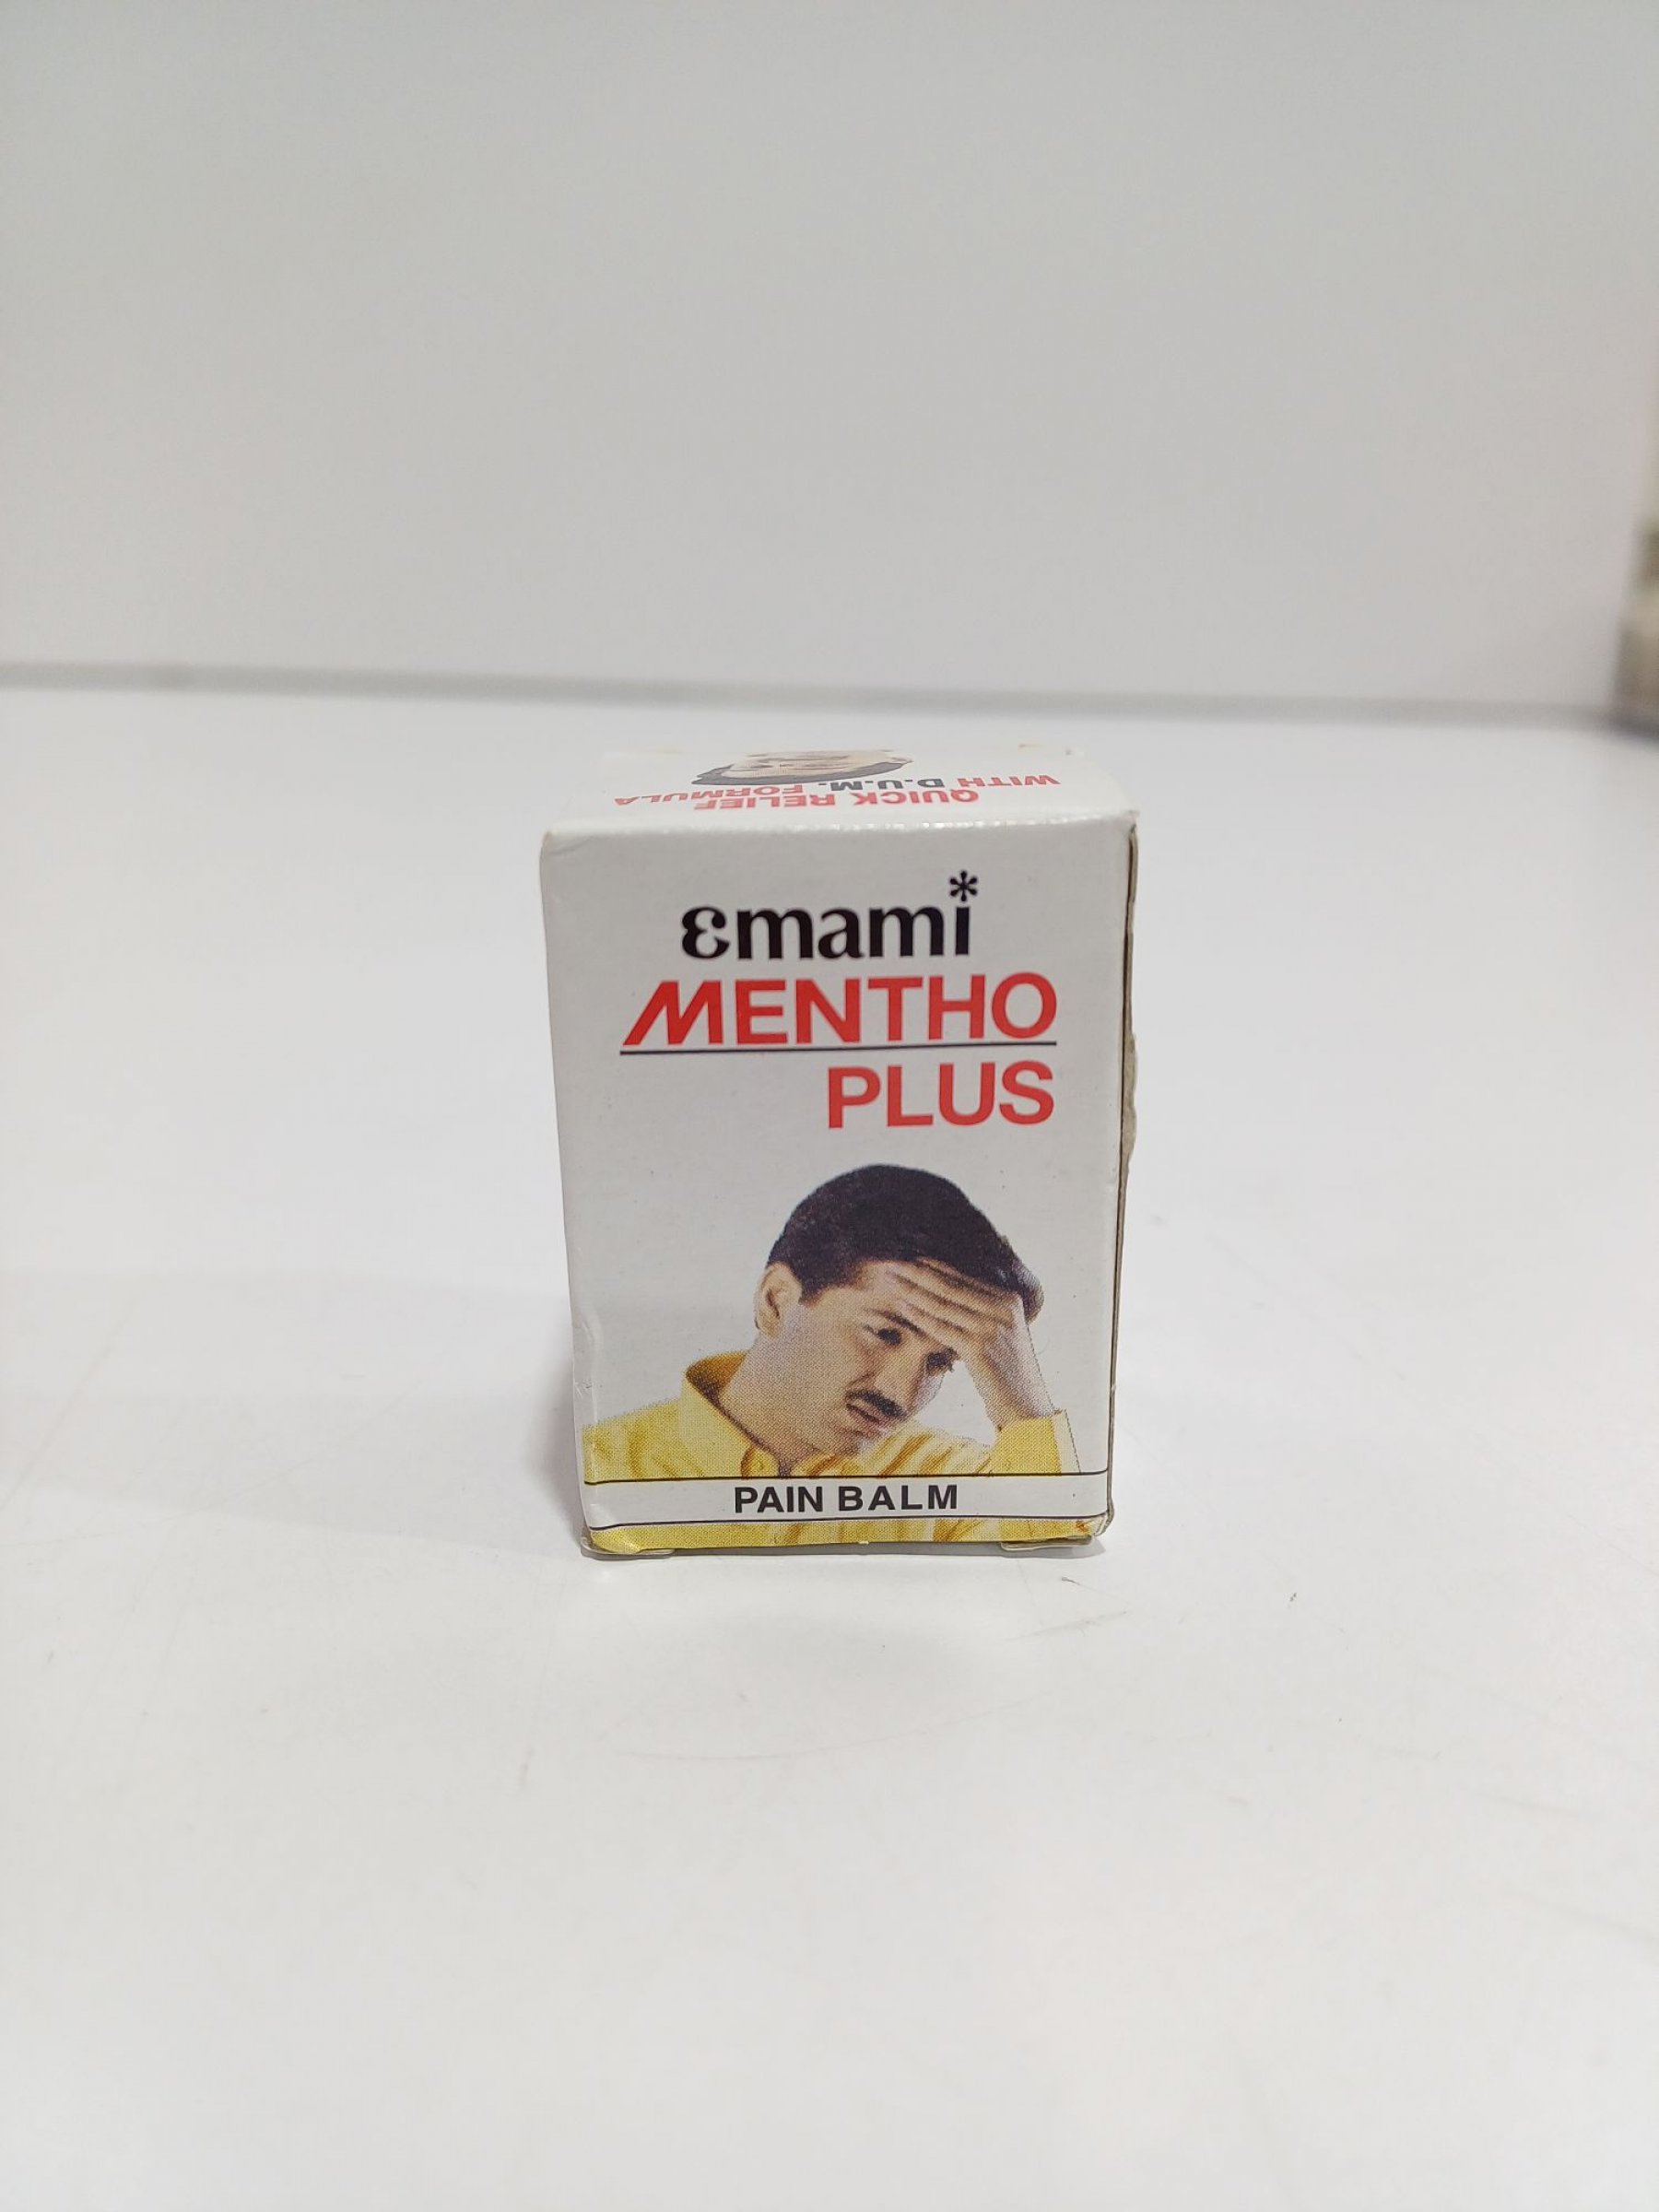 QUICK RELIEF
WITH D.U.M. FORMULA
emami*
MENTHO
PLUS
PAIN BALM